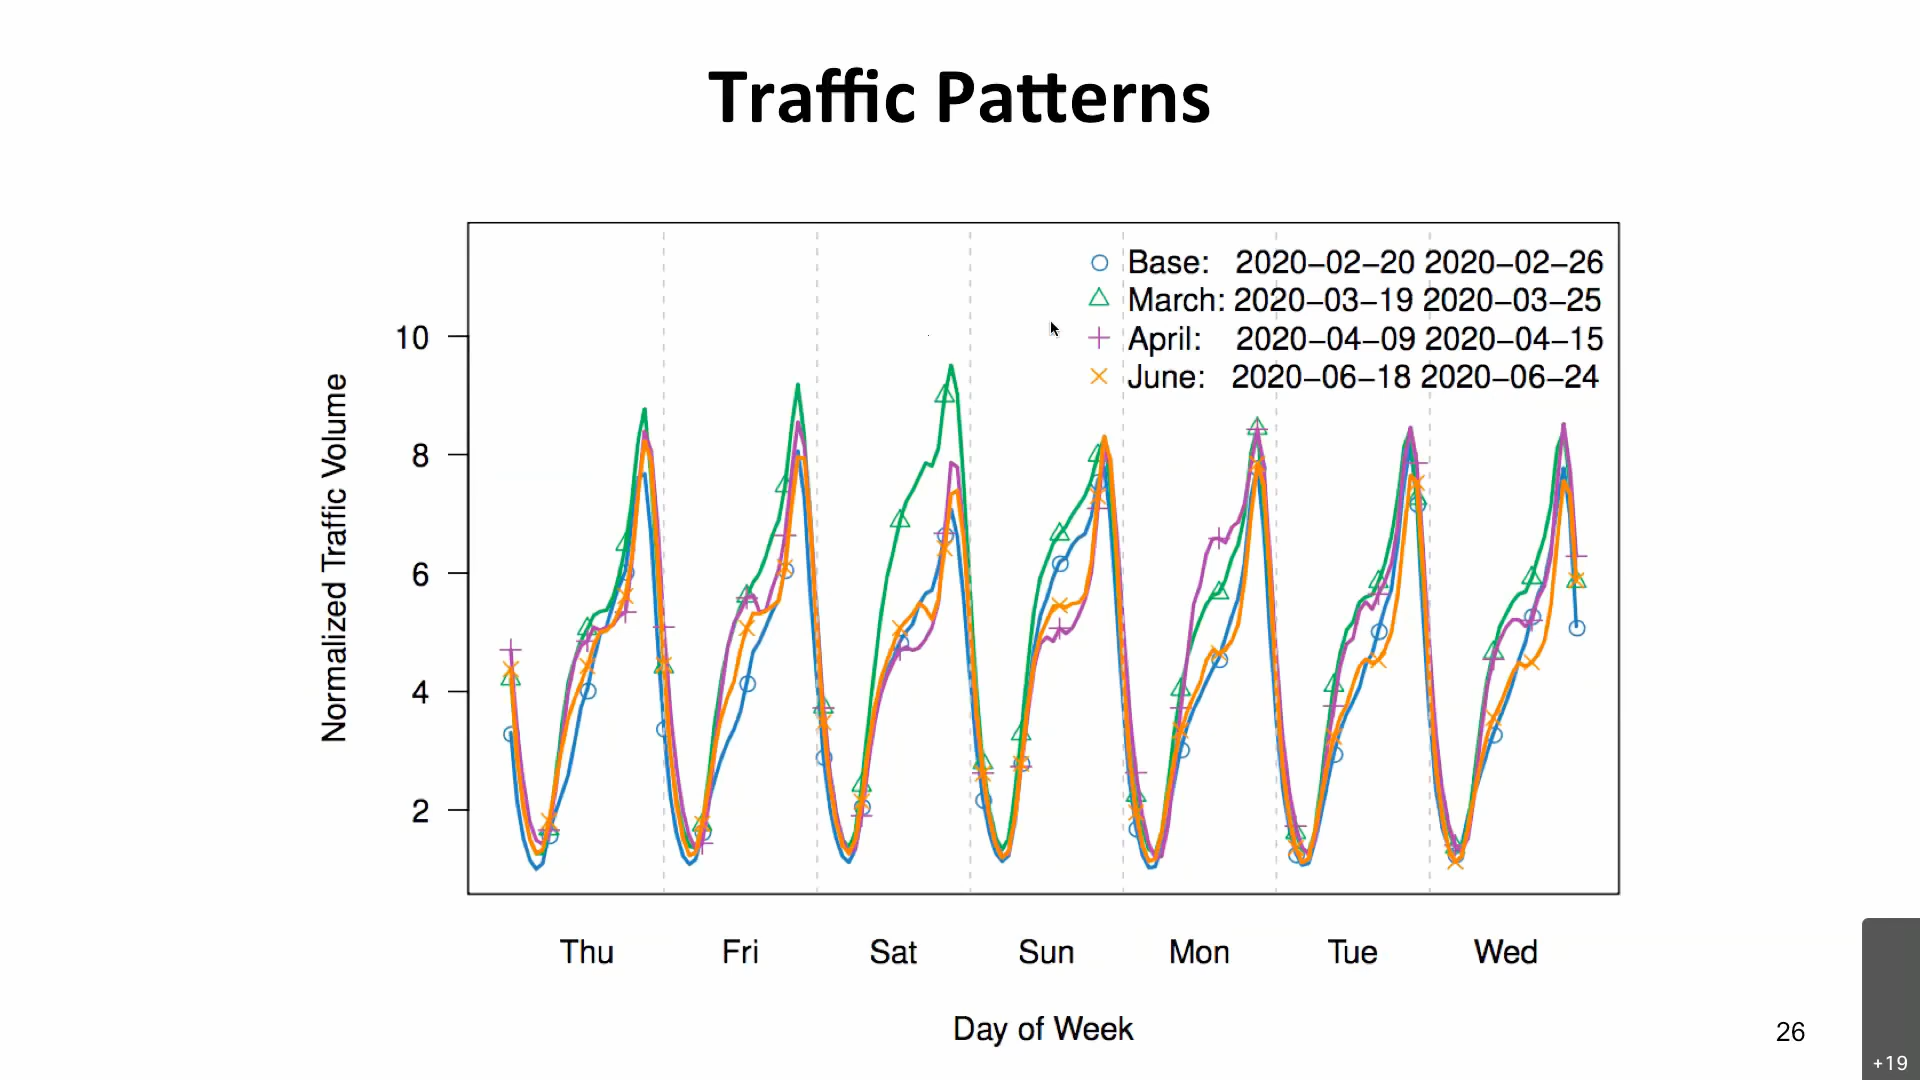 Traffic Patterns
Base: 2020−02−20 2020−02−26
March: 2020−03−19 2020−03−25
April: 2020−04−09 2020−04−15
June: 2020−06−18 2020−06−24
10
8
6
4
2
Normalized Traffic Volume
Thu Fri Sat Sun Mon Tue Wed
Day of Week
26
+19